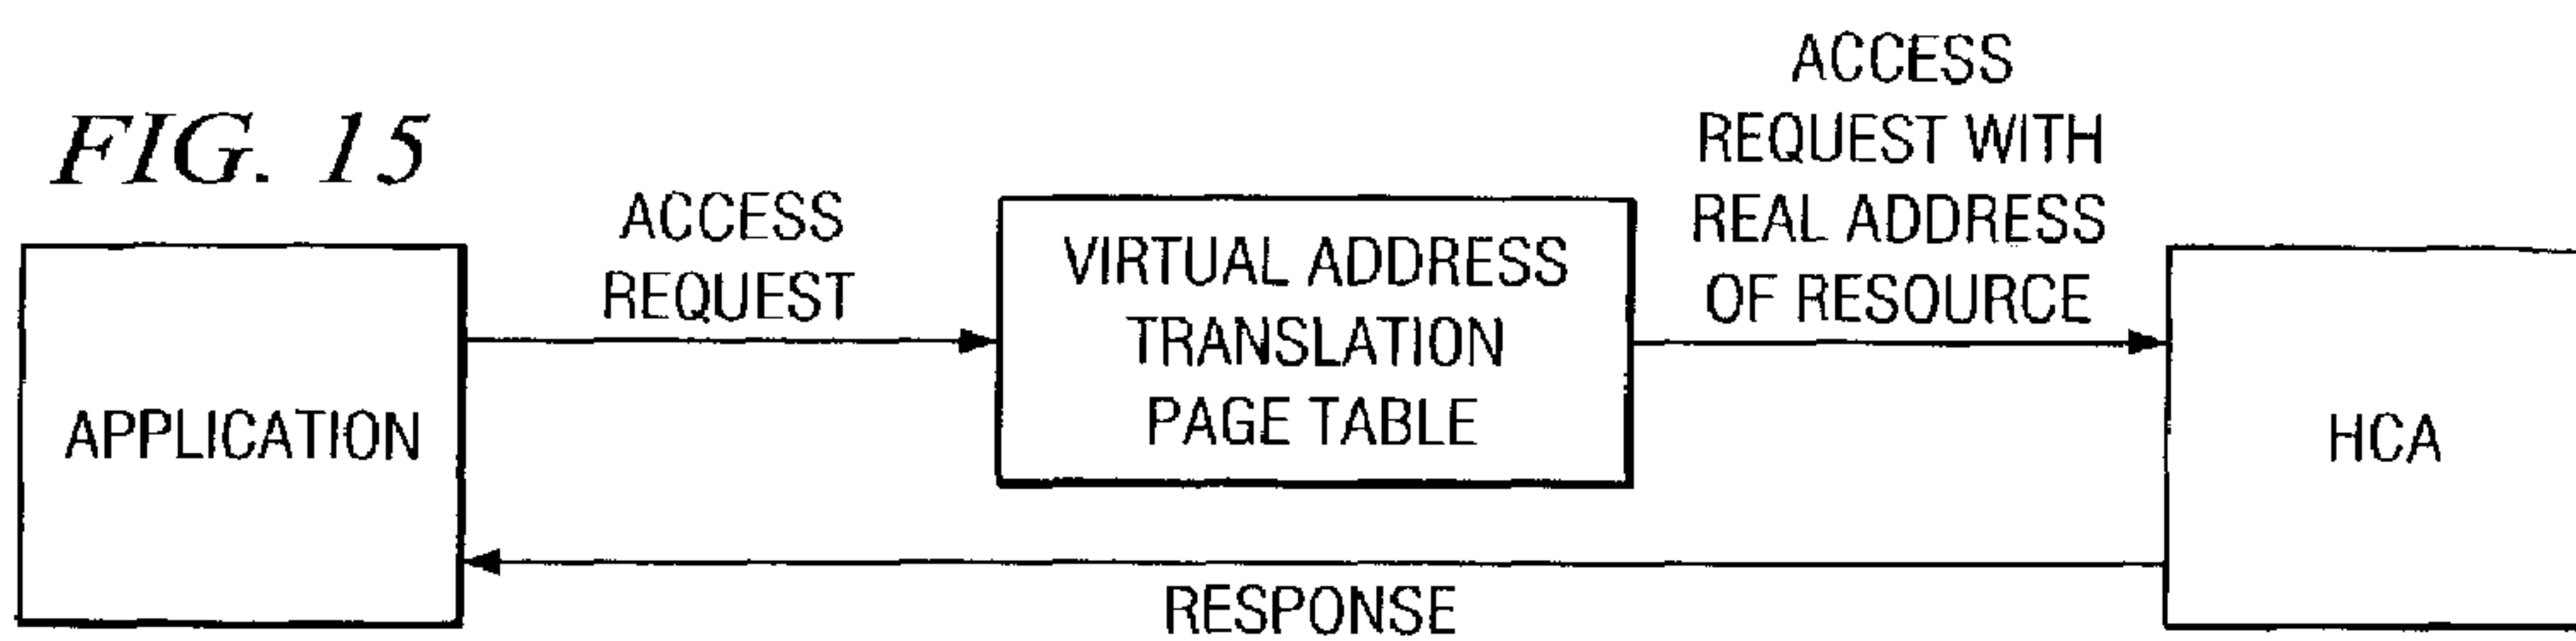 FIG. 15
APPLICATION
ACCESS
REQUEST
VIRTUAL ADDRESS
TRANSLATION
PAGE TABLE
ACCESS
REQUEST WITH
REAL ADDRESS
OF RESOURCE
HCA
RESPONSE